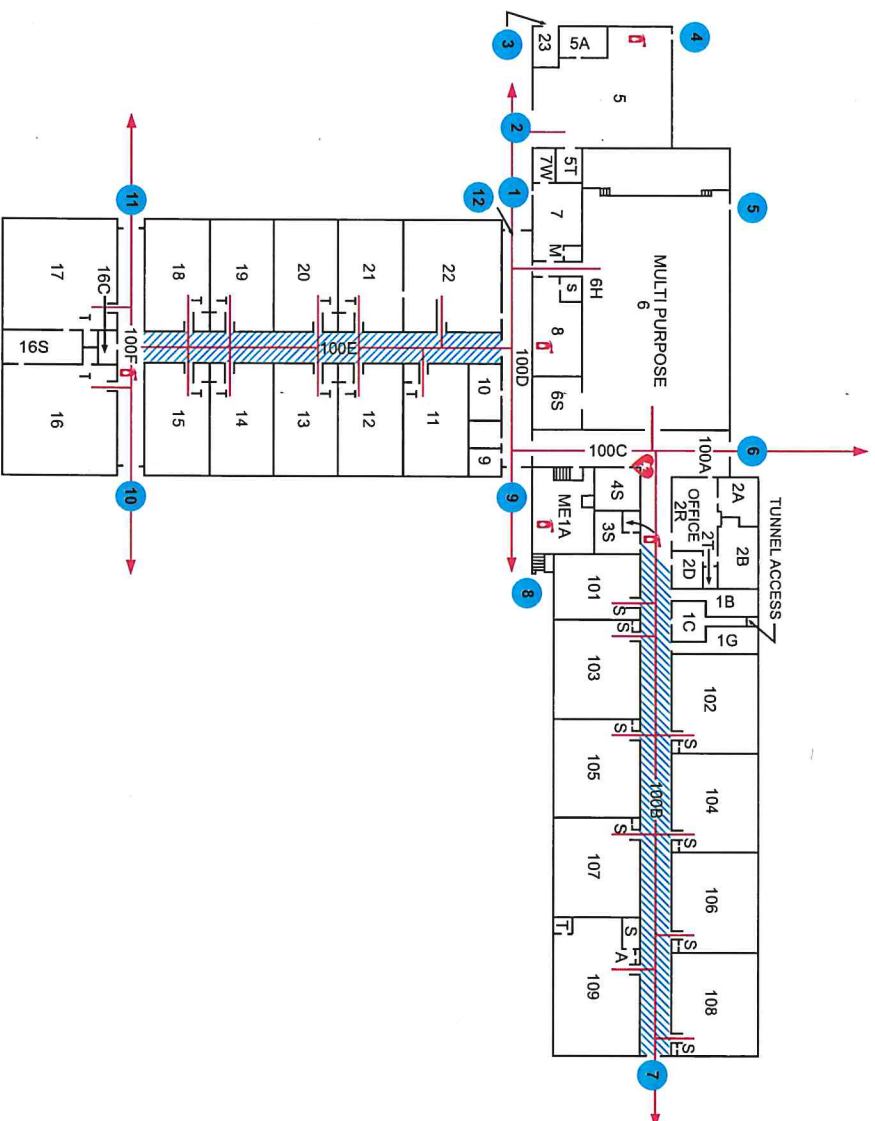 4
3
23
5A
5
2
7W
5T
1
12
7
M
5
MULTI PURPOSE
6
6H
S
8
6S
100D
100C
100A
6
11
17
16C
18
19
20
21
22
T
T
T
T
T
16S
100F
100E
T
T
T
T
T
T
16
15
14
13
12
11
10
9
10
9
4S
3S
ME1A
8
OFFICE
2R
2A
2T
2B
2D
TUNNEL ACCESS
1B
1C
1G
101
S
S
103
102
S
S
105
104
100B
S
S
107
106
S
S
A
T
109
108
S
7